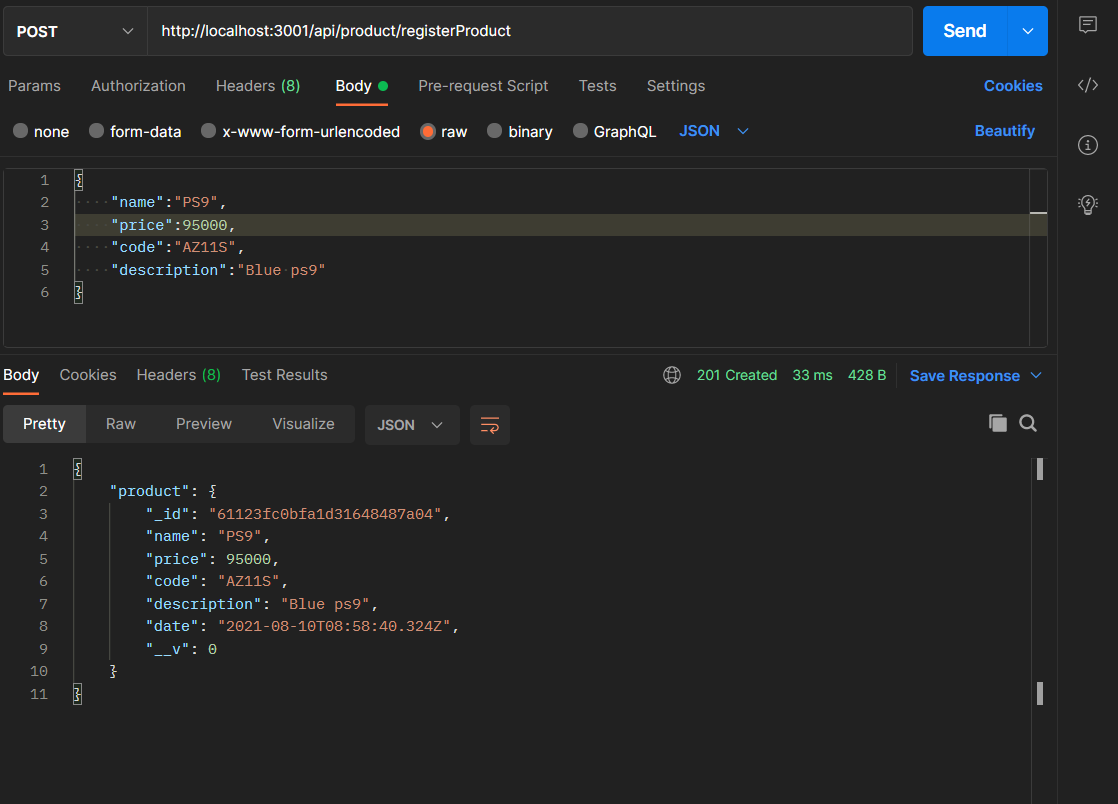 POST http://localhost:3001/api/product/registerProduct Send
Params Authorization Headers (8) Body Pre-request Script Tests Settings Cookies
none form-data x-www-form-urlencoded raw binary GraphQL JSON Beautify
1 {
2 "name":"PS9",
3 "price":95000,
4 "code":"AZ11S",
5 "description":"Blue ps9"
6 }
Body Cookies Headers (8) Test Results 201 Created 33 ms 428 B Save Response
Pretty Raw Preview Visualize JSON
1 {
2 "product": {
3 "_id": "61123fc0bfa1d31648487a04",
4 "name": "PS9",
5 "price": 95000,
6 "code": "AZ11S",
7 "description": "Blue ps9",
8 "date": "2021-08-10T08:58:40.324Z",
9 "__v": 0
10 }
11 }